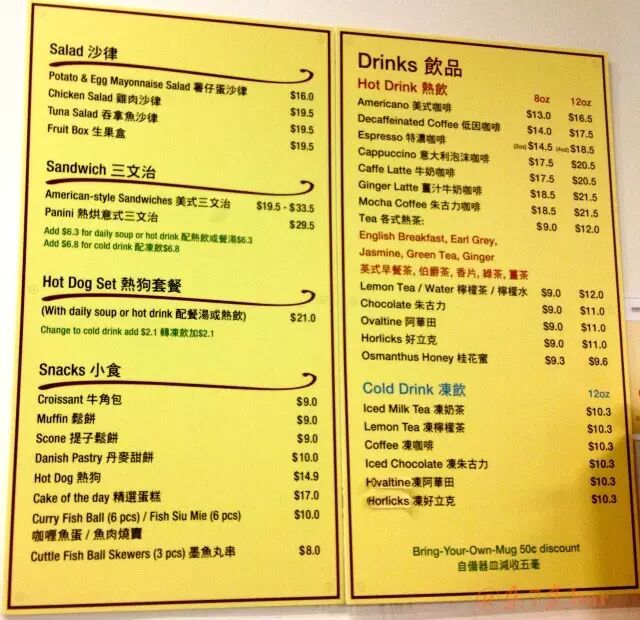 Salad 沙律
Potato & Egg Mayonnaise Salad 薯仔蛋沙律 $16.0
Chicken Salad 雞肉沙律 $19.5
Tuna Salad 吞拿魚沙律 $19.5
Fruit Box 生果盒 $19.5
Sandwich 三文治
American-style Sandwiches 美式三文治 $19.5 - $33.5
Panini 熱烘意式三文治 $29.5
Add $6.3 for daily soup or hot drink 配熱飲或餐湯$6.3
Add $6.8 for cold drink 配凍飲$6.8
Hot Dog Set 熱狗套餐
(With daily soup or hot drink 配餐湯或熱飲) $21.0
Change to cold drink add $2.1 轉凍飲加$2.1
Snacks 小食
Croissant 牛角包 $9.0
Muffin 鬆餅 $9.0
Scone 提子鬆餅 $9.0
Danish Pastry 丹麥甜餅 $10.0
Hot Dog 熱狗 $14.9
Cake of the day 精選蛋糕 $17.0
Curry Fish Ball (6 pcs) / Fish Siu Mie (6 pcs) $10.0
咖喱魚蛋 / 魚肉燒賣
Cuttle Fish Ball Skewers (3 pcs) 墨魚丸串 $8.0
Drinks 飲品
Hot Drink 熱飲 8oz 12oz
Americano 美式咖啡 $13.0 $16.5
Decaffeinated Coffee 低因咖啡 $14.0 $17.5
Espresso 特濃咖啡 (2oz) $14.5 (4oz) $18.5
Cappuccino 意大利泡沫咖啡 $17.5 $20.5
Caffe Latte 牛奶咖啡 $17.5 $20.5
Ginger Latte 薑汁牛奶咖啡 $18.5 $21.5
Mocha Coffee 朱古力咖啡 $18.5 $21.5
Tea 各式熱茶: $9.0 $12.0
English Breakfast, Earl Grey,
Jasmine, Green Tea, Ginger
英式早餐茶, 伯爵茶, 香片, 綠茶, 薑茶
Lemon Tea / Water 檸檬茶 / 檸檬水 $9.0 $12.0
Chocolate 朱古力 $9.0 $11.0
Ovaltine 阿華田 $9.0 $11.0
Horlicks 好立克 $9.0 $11.0
Osmanthus Honey 桂花蜜 $9.3 $9.6
Cold Drink 凍飲 12oz
Iced Milk Tea 凍奶茶 $10.3
Lemon Tea 凍檸檬茶 $10.3
Coffee 凍咖啡 $10.3
Iced Chocolate 凍朱古力 $10.3
Hovaltine凍阿華田 $10.3
Horlicks 凍好立克 $10.3
Bring-Your-Own-Mug 50¢ discount
自備器皿減收五毫